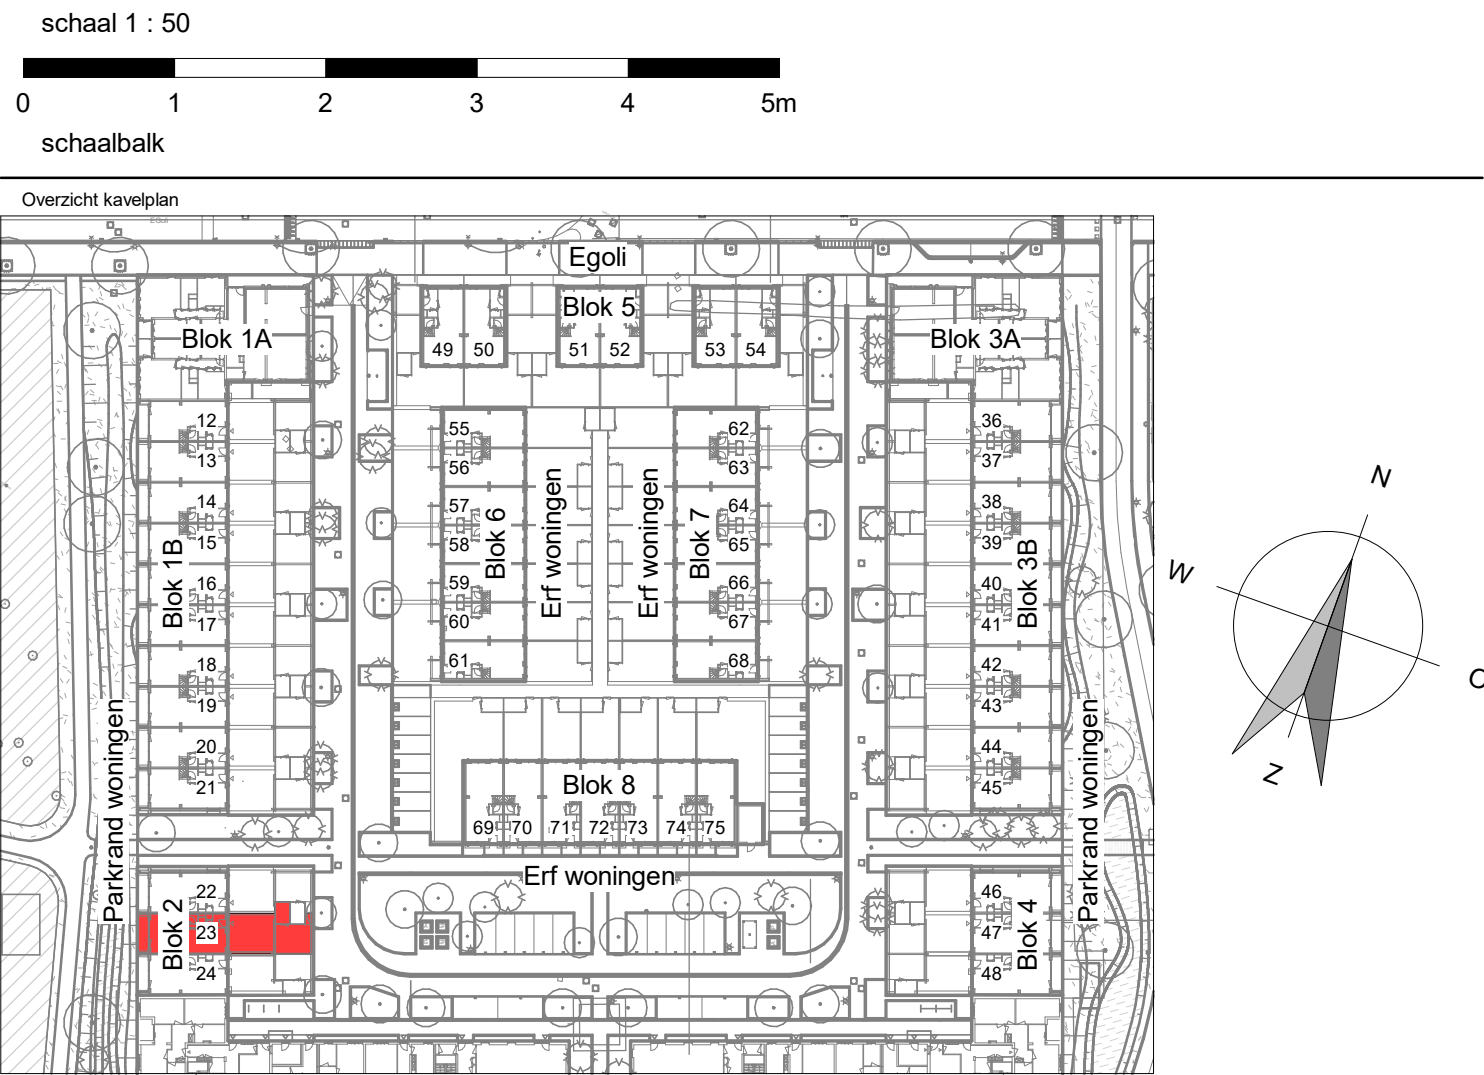 schaal 1 : 50
0 1 2 3 4 5m
schaalbalk
Overzicht kavelplan
EGoli
Egoli
Blok 5
Blok 1A
Blok 3A
49 50 51 52 53 54
12
13
14
15
16
17
18
19
20
21
Blok 1B
55
56
57
58
59
60
61
Blok 6
Erf woningen
Erf woningen
Blok 7
62
63
64
65
66
67
68
36
37
38
39
40
41
42
43
44
45
Blok 3B
Parkrand woningen
Parkrand woningen
Blok 8
69 70 71 72 73 74 75
Erf woningen
Blok 2
22
23
24
46
47
48
Blok 4
N
W
O
Z